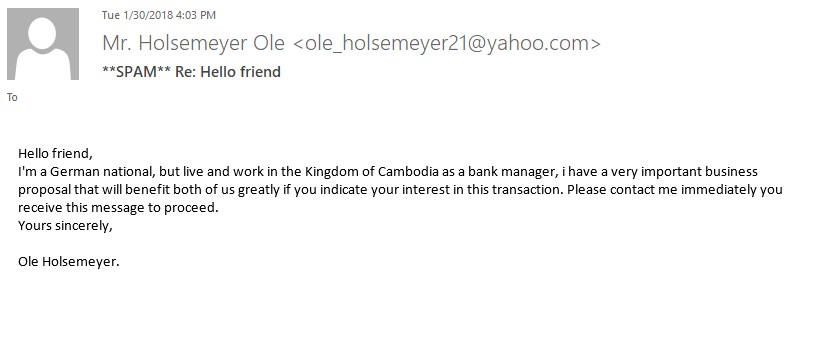 Tue 1/30/2018 4:03 PM
Mr. Holsemeyer Ole <ole_holsemeyer21@yahoo.com>
**SPAM** Re: Hello friend
To
Hello friend,
I'm a German national, but live and work in the Kingdom of Cambodia as a bank manager, i have a very important business
proposal that will benefit both of us greatly if you indicate your interest in this transaction. Please contact me immediately you
receive this message to proceed.
Yours sincerely,
Ole Holsemeyer.